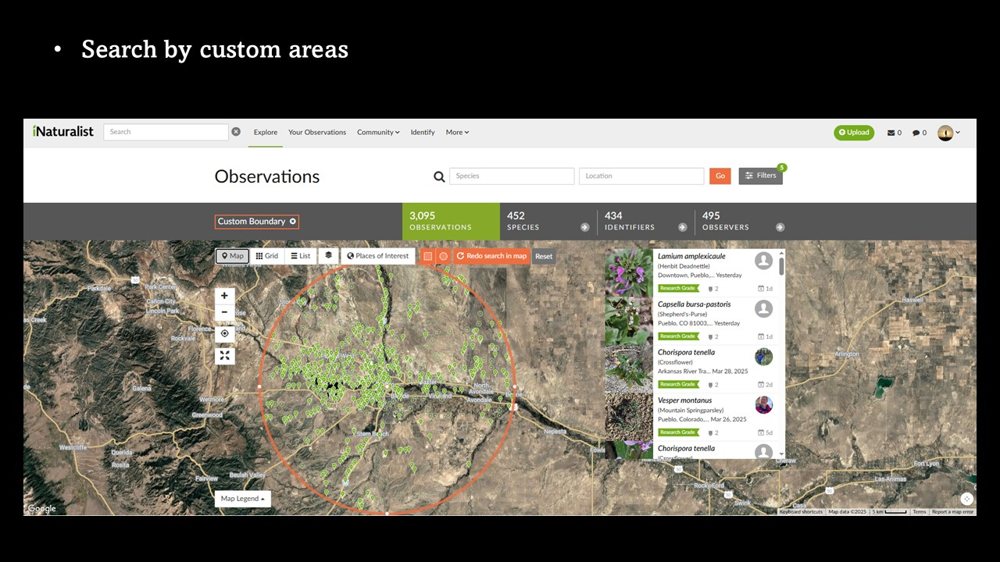 • Search by custom areas
iNaturalist
Search
Explore
Your Observations
Community
Identify
More
Upload
0
0
Observations
Species
Location
Go
Filters
5
Custom Boundary
3,095
OBSERVATIONS
452
SPECIES
434
IDENTIFIERS
495
OBSERVERS
Map
Grid
List
Places of Interest
Redo search in map
Reset
Lamium amplexicaule
(Henbit Deadnettle)
Downtown, Pueblo,... Yesterday
Research Grade
2
1d
Capsella bursa-pastoris
(Shepherd's-Purse)
Pueblo, CO 81003,... Yesterday
Research Grade
2
1d
Chorispora tenella
(Crossflower)
Arkansas River Tra... Mar 28, 2025
Research Grade
2
2d
Vesper montanus
(Mountain Springparsley)
Pueblo, Colorado,... Mar 26, 2025
Research Grade
2
5d
Chorispora tenella
(Crossflower)
Parkdale
Park Center
Cañon City
Lincoln Park
Florence
Rockvale
Galena
Wetmore
Greenwood
Westcliffe
Querida
Rosita
Fairview
Beulah Valley
Stem Beach
Baxter
Vineland
North
Avondale
Avondale
Boone
Nepesta
Haswell
Arlington
Cheraw
Fort Lyon
Las Animas
Rocky Ford
Swink
Map Legend
Google
Keyboard shortcuts
Map data ©2025
5 km
Terms
Report a map error